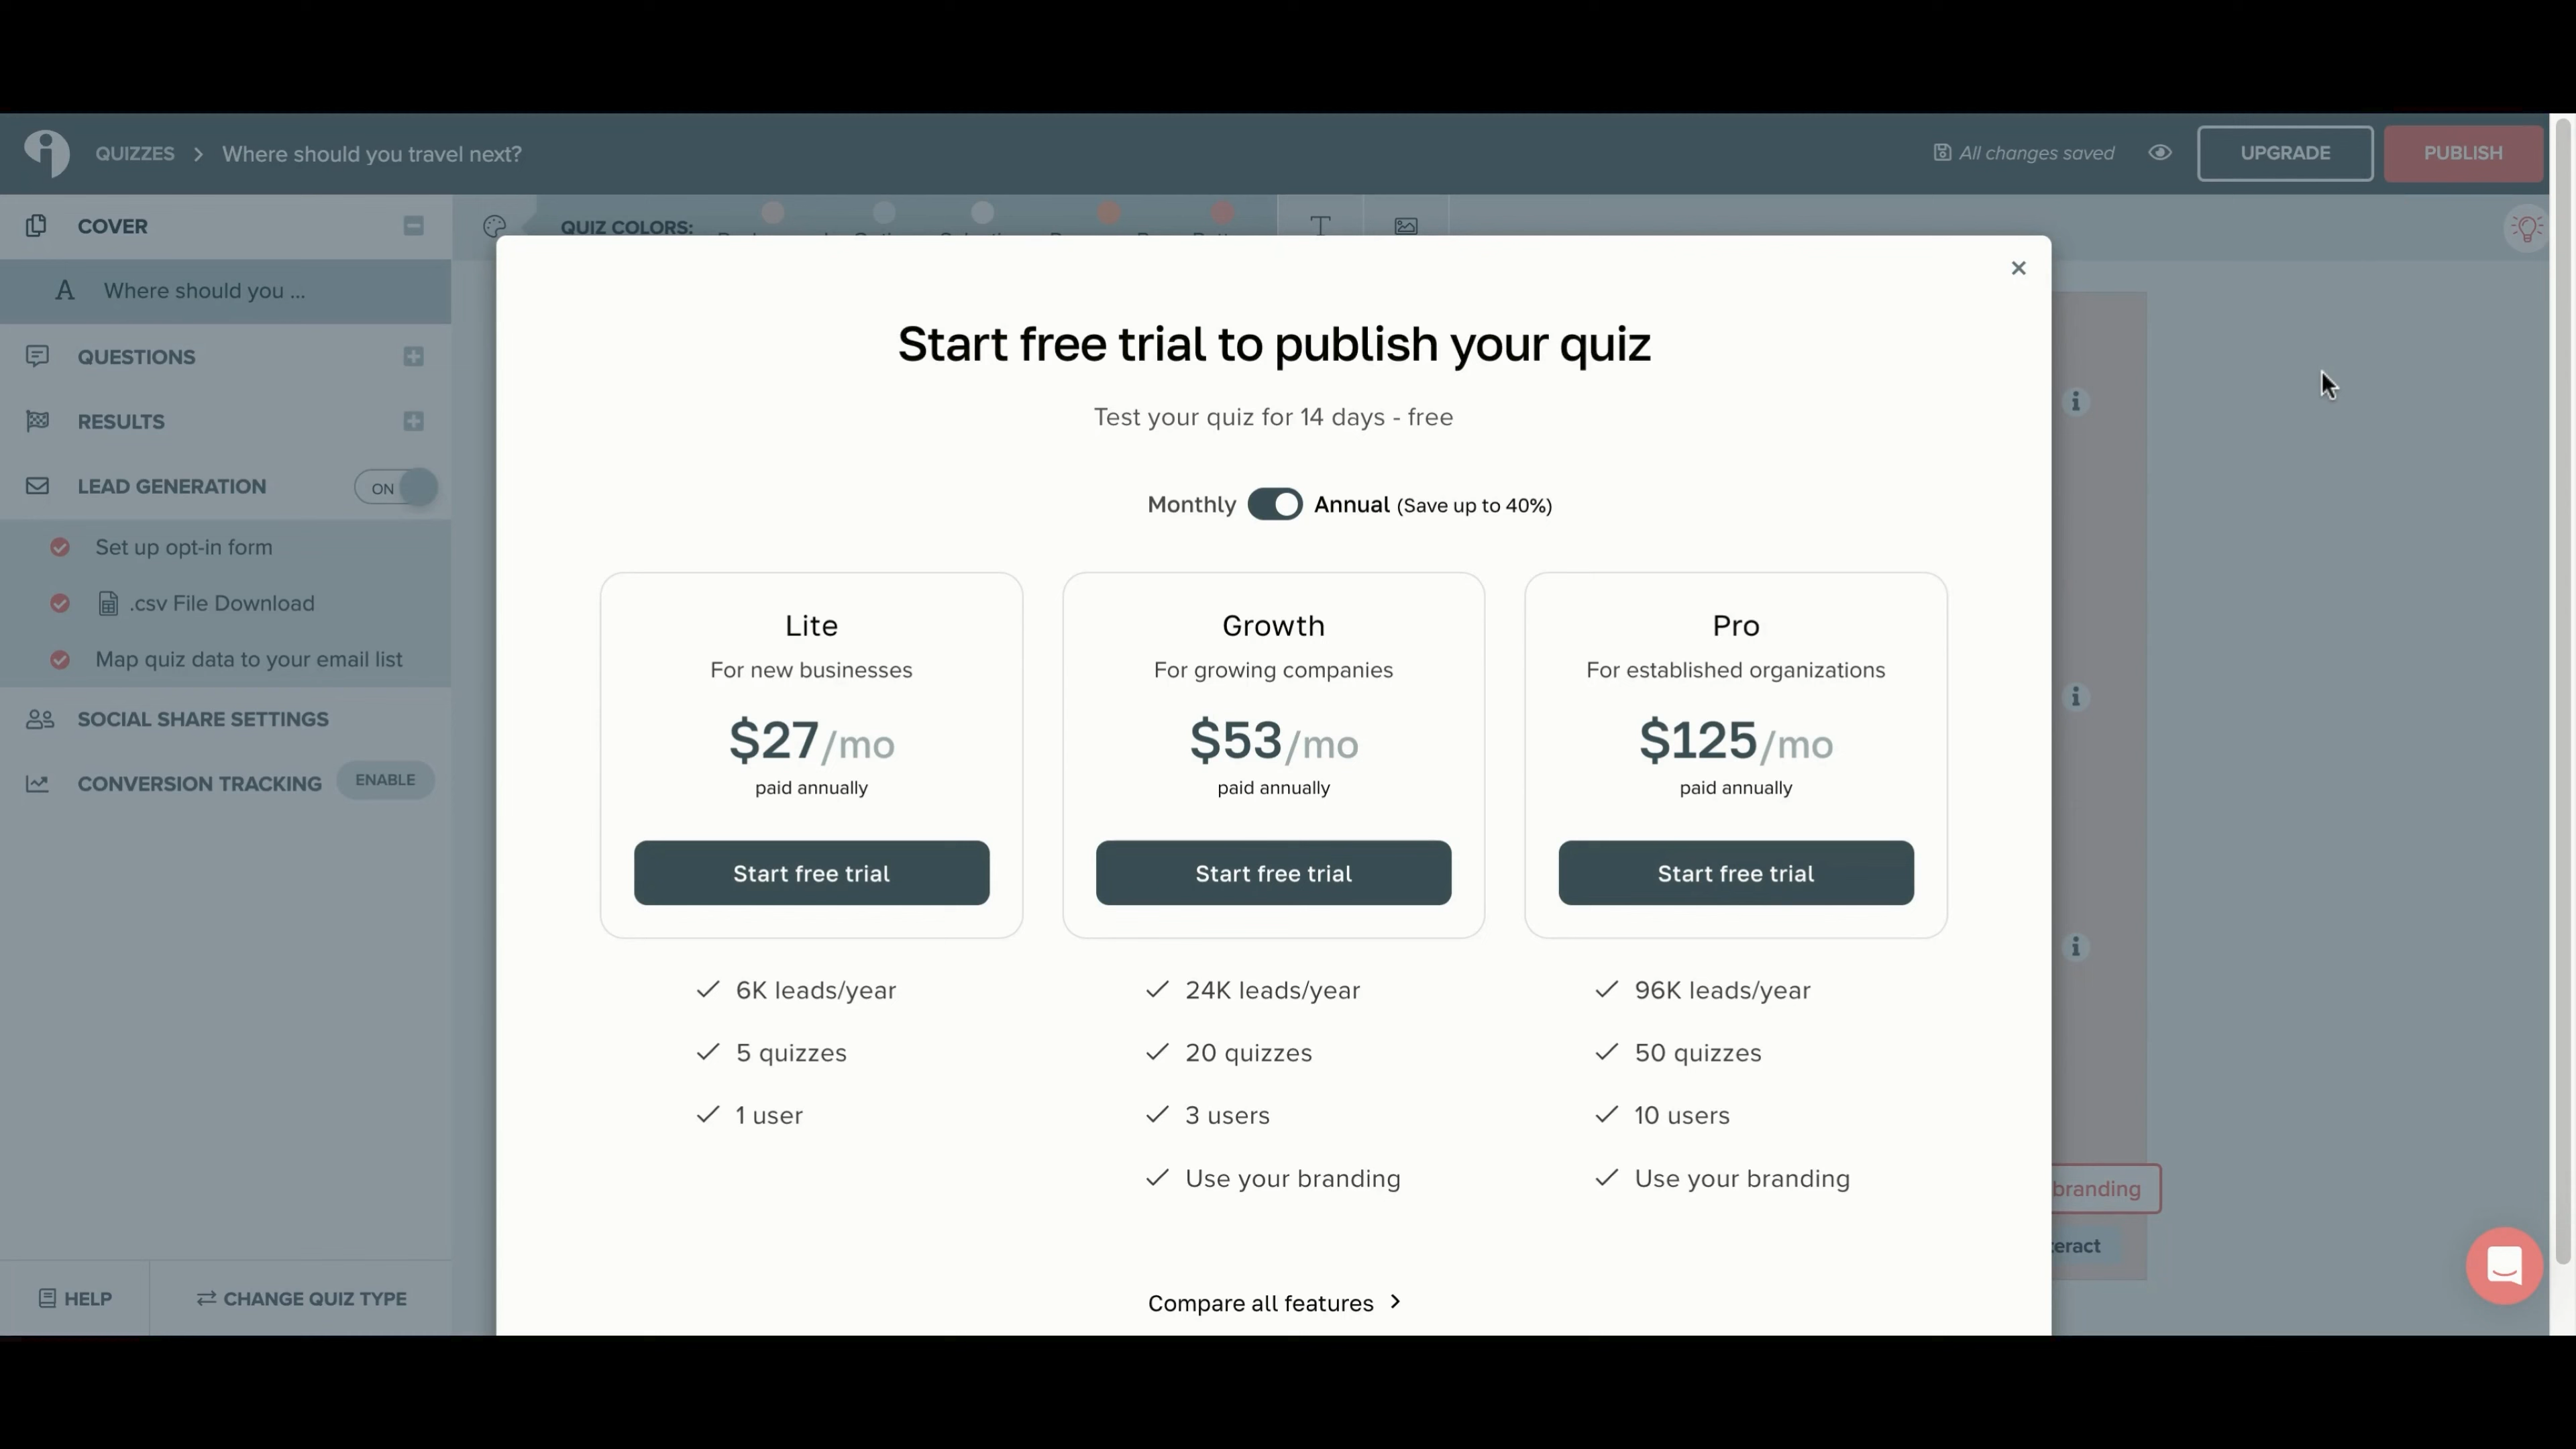 QUIZZES > Where should you travel next?
All changes saved
UPGRADE
PUBLISH
COVER
A Where should you ...
QUESTIONS
RESULTS
LEAD GENERATION ON
Set up opt-in form
.csv File Download
Map quiz data to your email list
SOCIAL SHARE SETTINGS
CONVERSION TRACKING ENABLE
HELP
CHANGE QUIZ TYPE
QUIZ COLORS:
Start free trial to publish your quiz
Test your quiz for 14 days - free
Monthly Annual (Save up to 40%)
Lite
For new businesses
$27/mo
paid annually
Start free trial
6K leads/year
5 quizzes
1 user
Growth
For growing companies
$53/mo
paid annually
Start free trial
24K leads/year
20 quizzes
3 users
Use your branding
Pro
For established organizations
$125/mo
paid annually
Start free trial
96K leads/year
50 quizzes
10 users
Use your branding
Compare all features >
branding
teract